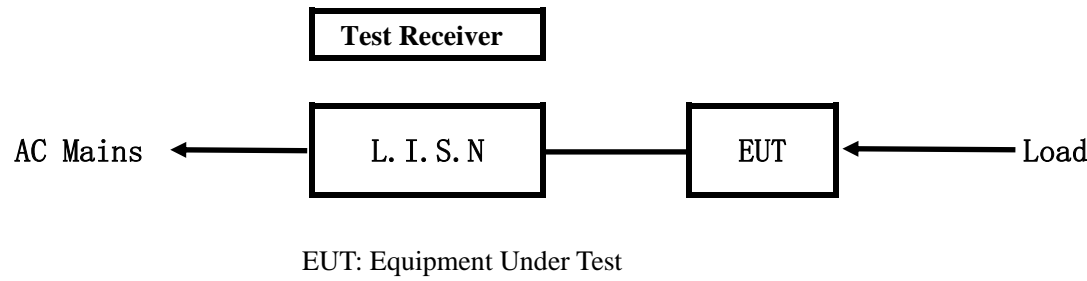 Test Receiver
AC Mains L.I.S.N EUT Load
EUT: Equipment Under Test